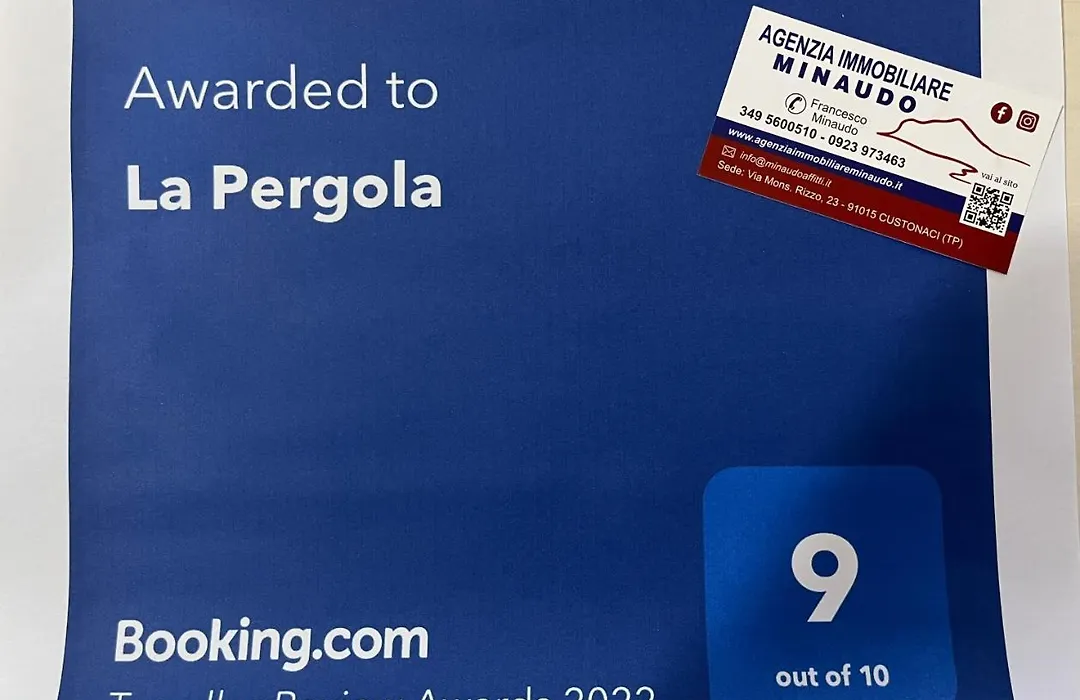 Awarded to
La Pergola
AGENZIA IMMOBILIARE
MINAUDO
Francesco
Minaudo
349 5600510 - 0923 973463
www.agenziaimmobiliareminaudo.it
info@minaudoaffitti.it
Sede: Via Mons. Rizzo, 23 - 91015 CUSTONACI (TP)
vai al sito
9
out of 10
Booking.com